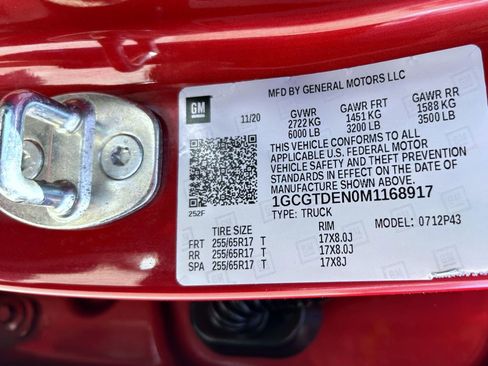 MFD BY GENERAL MOTORS LLC
GM
11/20 GVWR GAWR FRT GAWR RR
2722 KG 1451 KG 1588 KG
6000 LB 3200 LB 3500 LB
THIS VEHICLE CONFORMS TO ALL
APPLICABLE U.S. FEDERAL MOTOR
VEHICLE SAFETY AND THEFT PREVENTION
STANDARDS IN EFFECT ON THE DATE OF
MANUFACTURE SHOWN ABOVE.
1GCGTDEN0M1168917
252F
TYPE: TRUCK
TIRE SIZE RIM MODEL: 0712P43
FRT 255/65R17 T 17X8.0J
RR 255/65R17 T 17X8.0J
SPA 255/65R17 T 17X8J